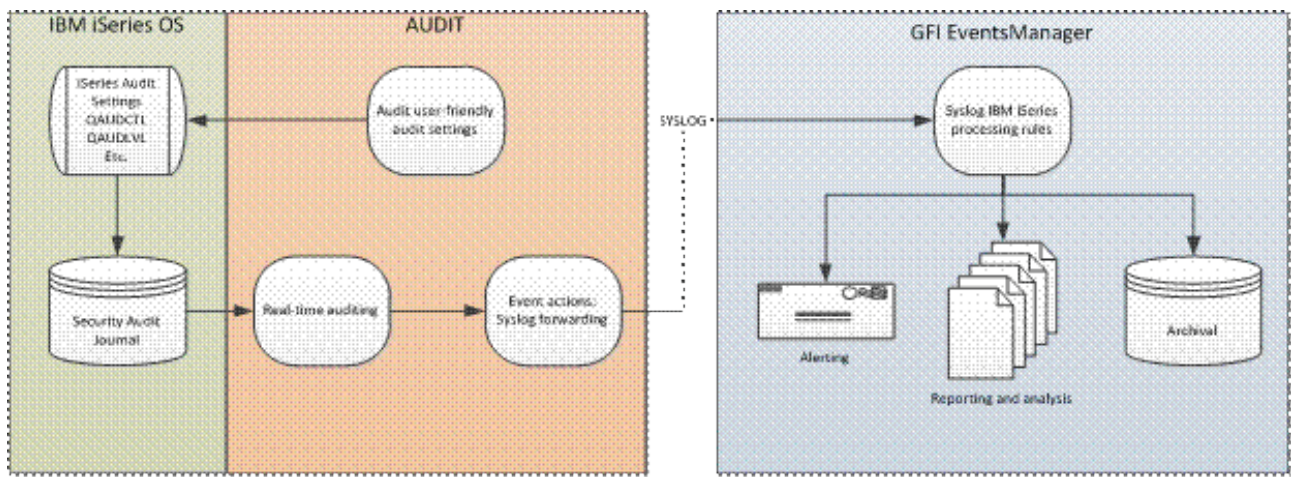 IBM iSeries OS
AUDIT
GFI EventsManager
iSeries Audit
Settings
QAUDCTL
QAUDLVL
Etc.
Audit user-friendly
audit settings
SYSLOG
Syslog IBM iSeries
processing rules
Security Audit
Journal
Real-time auditing
Event actions:
Syslog forwarding
Alerting
Reporting and analysis
Archival